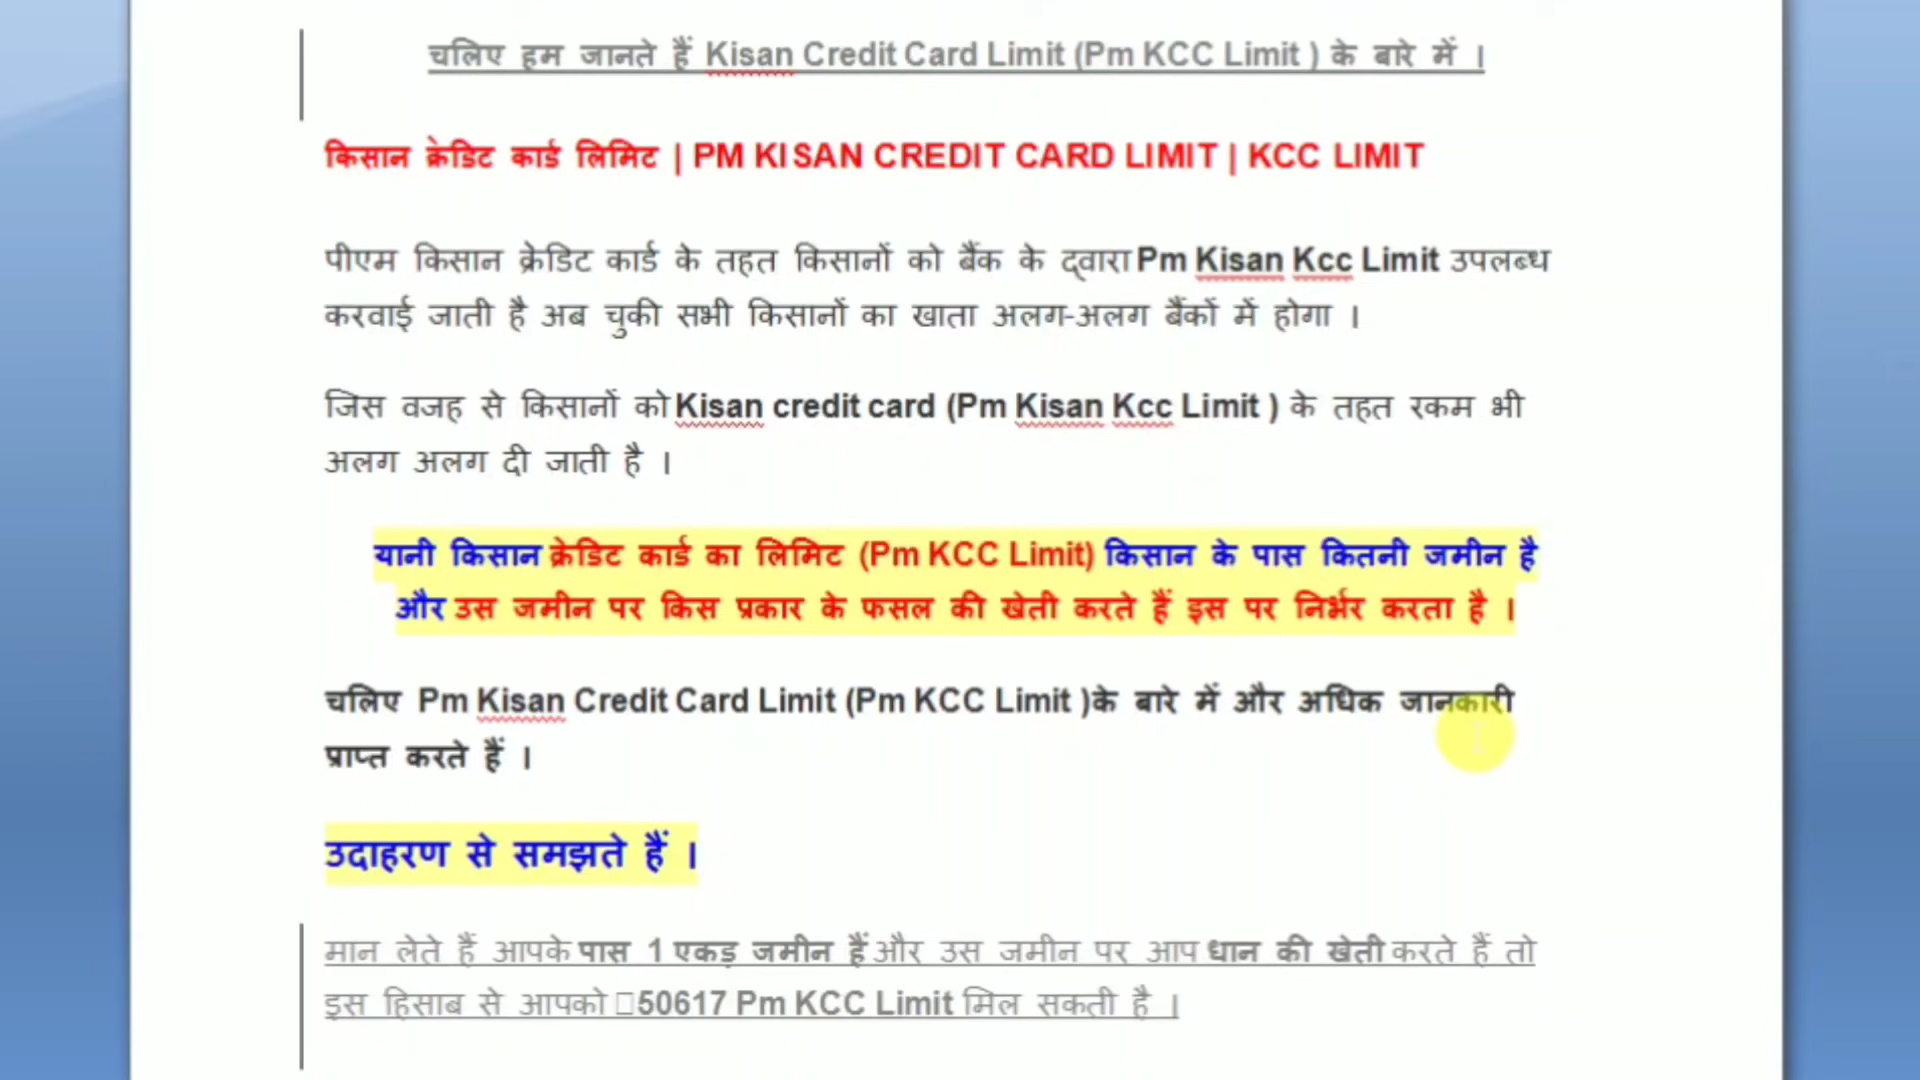 चलिए हम जानते हैं Kisan Credit Card Limit (Pm KCC Limit ) के बारे में ।
किसान क्रेडिट कार्ड लिमिट | PM KISAN CREDIT CARD LIMIT | KCC LIMIT
पीएम किसान क्रेडिट कार्ड के तहत किसानों को बैंक के द्वारा Pm Kisan Kcc Limit उपलब्ध
करवाई जाती है अब चुकी सभी किसानों का खाता अलग-अलग बैंकों में होगा ।
जिस वजह से किसानों को Kisan credit card (Pm Kisan Kcc Limit ) के तहत रकम भी
अलग अलग दी जाती है ।
यानी किसान क्रेडिट कार्ड का लिमिट (Pm KCC Limit) किसान के पास कितनी जमीन है
और उस जमीन पर किस प्रकार के फसल की खेती करते हैं इस पर निर्भर करता है ।
चलिए Pm Kisan Credit Card Limit (Pm KCC Limit )के बारे में और अधिक जानकारी
प्राप्त करते हैं ।
उदाहरण से समझते हैं ।
मान लेते हैं आपके पास 1 एकड़ जमीन हैं और उस जमीन पर आप धान की खेती करते हैं तो
इस हिसाब से आपको □50617 Pm KCC Limit मिल सकती है ।